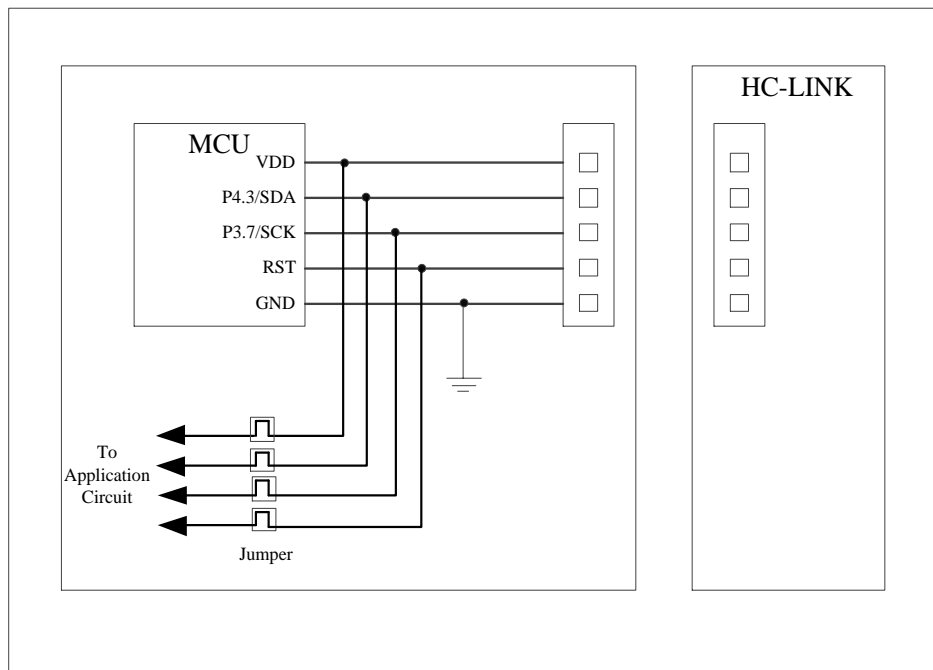 HC-LINK
MCU
VDD
P4.3/SDA
P3.7/SCK
RST
GND
To
Application
Circuit
Jumper